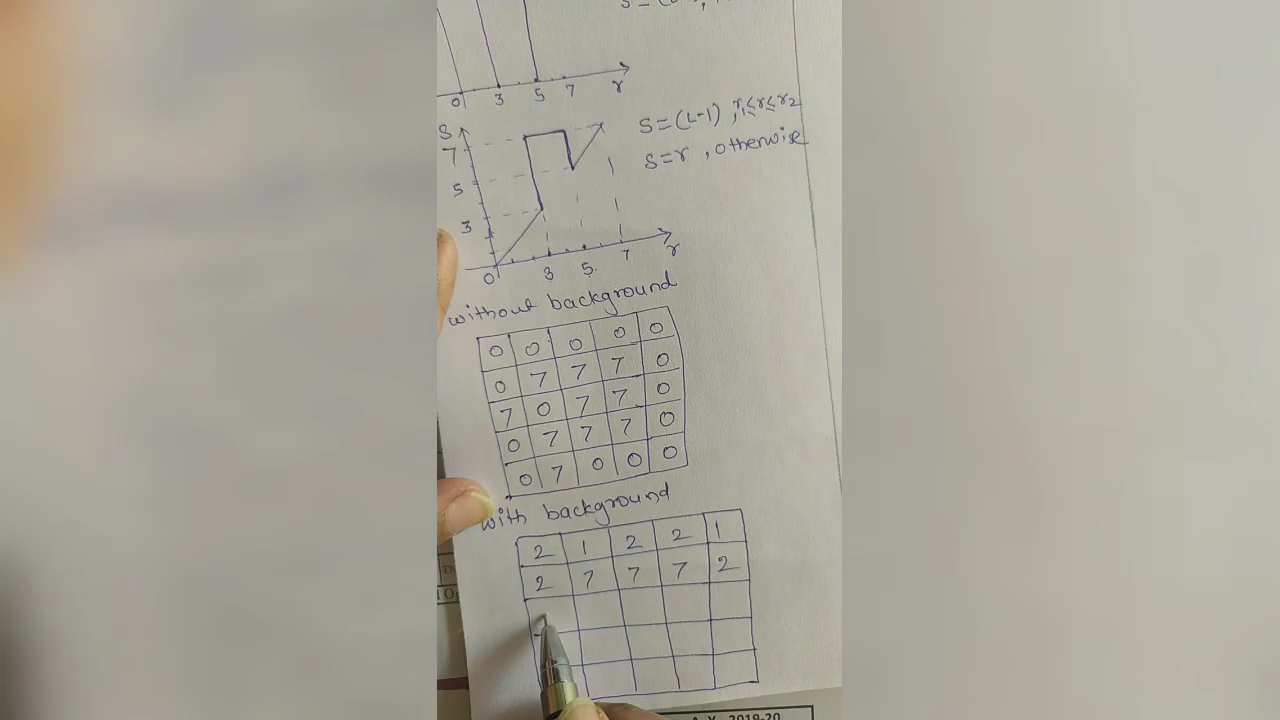 0 3 5 7 r
S
7
5
3
0 3 5. 7 r
S=(L-1) , r₁≤r≤r₂
S=r , otherwise
without background
0 0 0 0 0
0 7 7 7 0
7 0 7 7 0
0 7 7 7 0
0 7 0 0 0
with background
2 1 2 2 1
2 7 7 7 2
2019-20